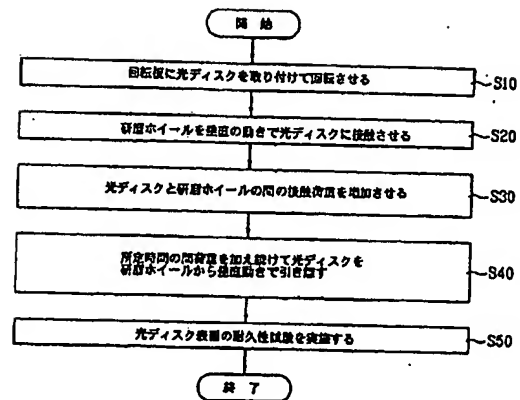 開 始
回転板に光ディスクを取り付けて回転させる
S10
研磨ホイールを垂直の動きで光ディスクに接触させる
S20
光ディスクと研磨ホイールの間の接触荷重を増加させる
S30
所定時間の間荷重を加え続けて光ディスクを
研磨ホイールから垂直動きで引き離す
S40
光ディスク表面の耐久性試験を実施する
S50
終 了